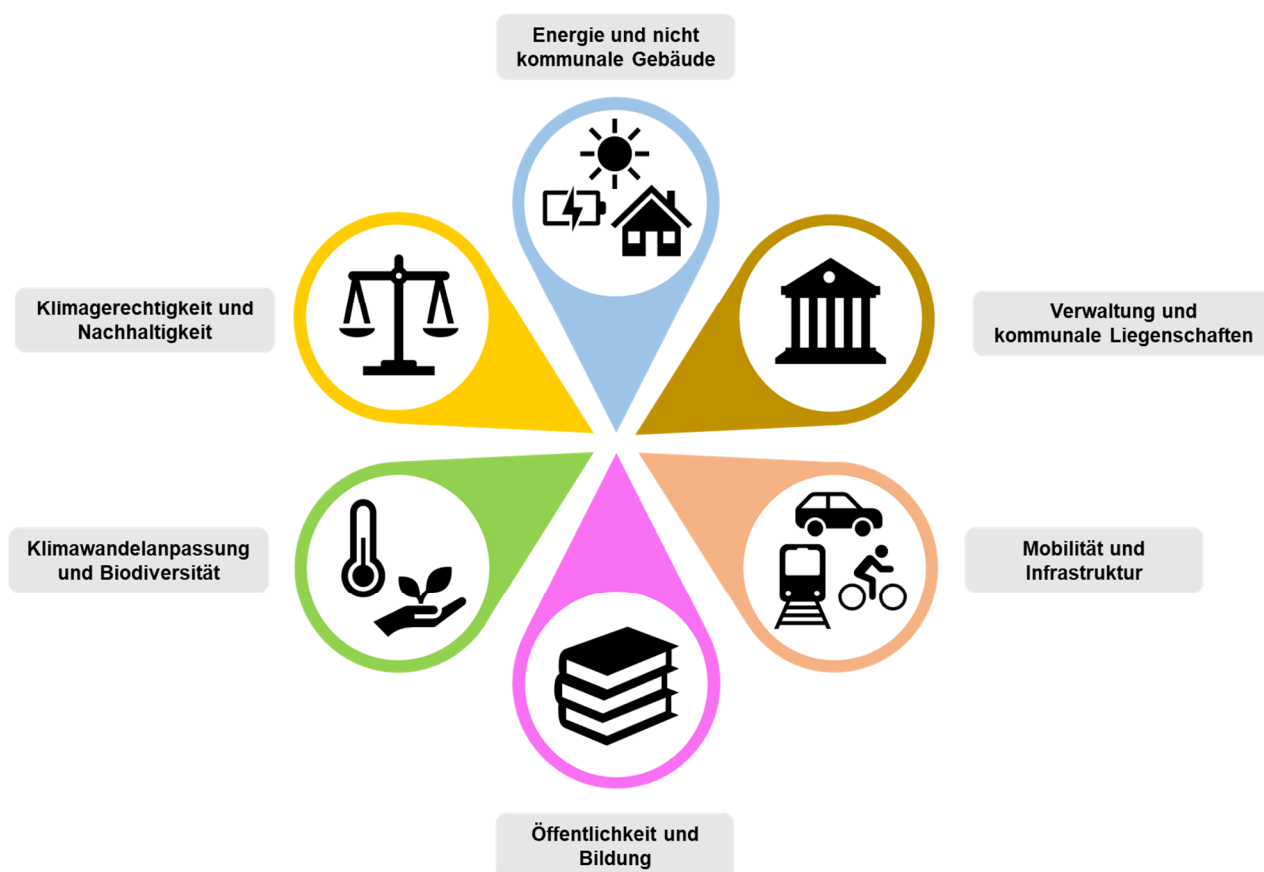 Energie und nicht
kommunale Gebäude
Klimagerechtigkeit und
Nachhaltigkeit
Verwaltung und
kommunale Liegenschaften
Klimawandelanpassung
und Biodiversität
Mobilität und
Infrastruktur
Öffentlichkeit und
Bildung